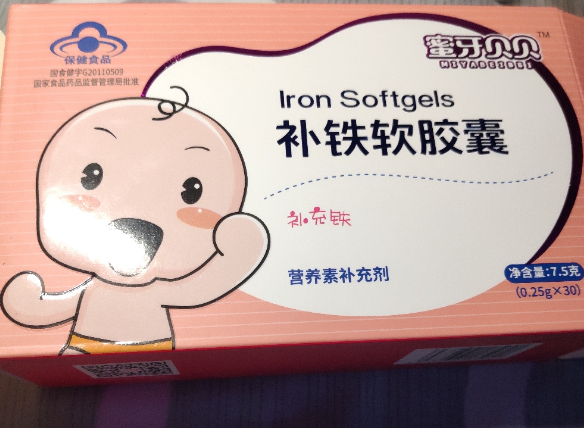 保健食品
国食健字G20110509
国家食品药品监督管理局批准
蜜牙贝贝 TM
MIYABEIBEI
Iron Softgels
补铁软胶囊
补充铁
营养素补充剂
净含量:7.5克
(0.25g×30)